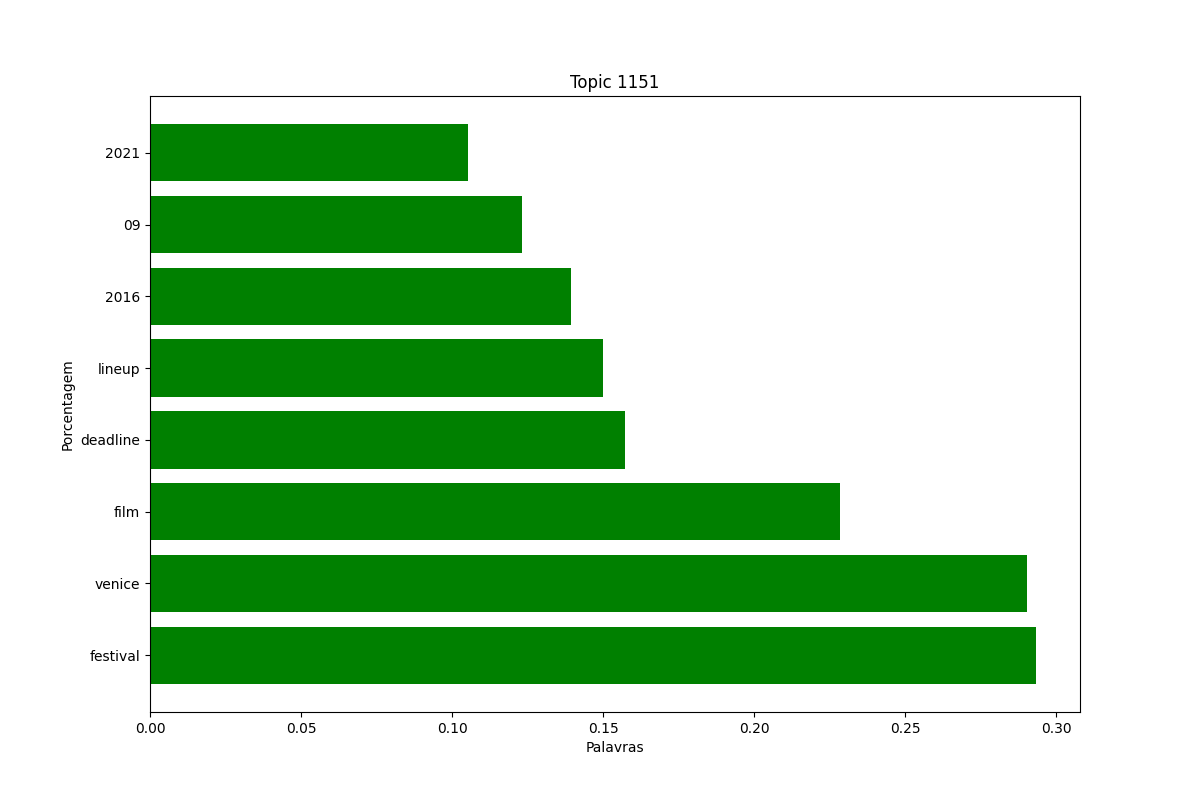 Topic 1151
2021
09
2016
lineup
deadline
film
venice
festival
Porcentagem
0.00 0.05 0.10 0.15 0.20 0.25 0.30
Palavras